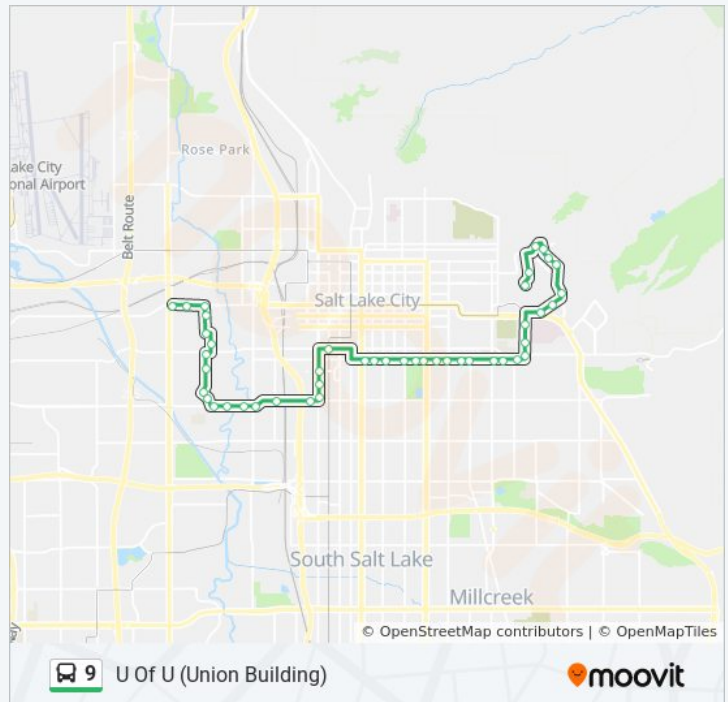 Rose Park
ake City
onal Airport
Belt Route
Salt Lake City
South Salt Lake
Millcreek
© OpenStreetMap contributors | © OpenMapTiles
9 U Of U (Union Building)
moovit